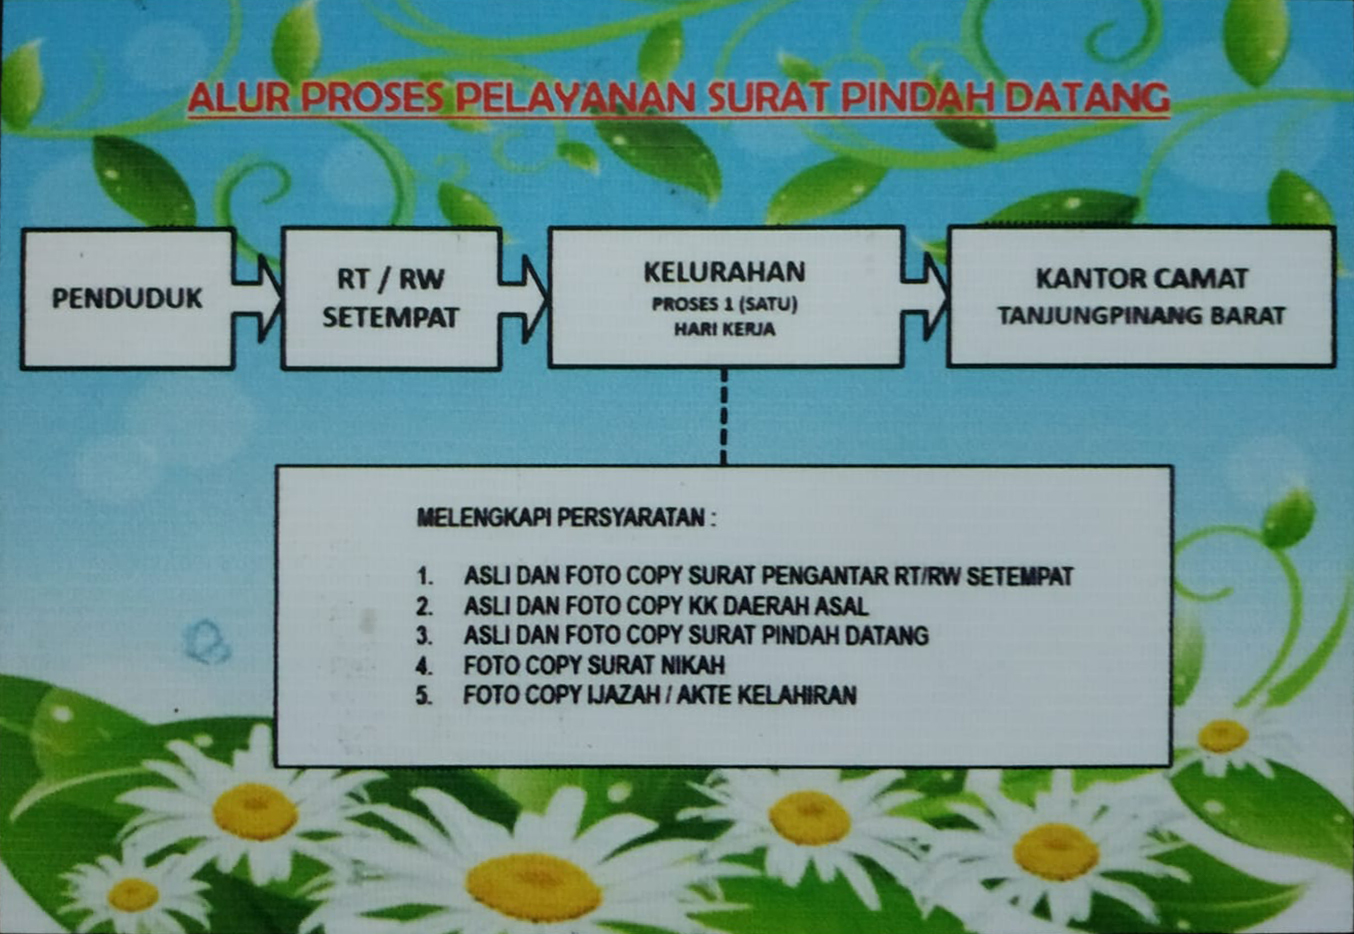 ALUR PROSES PELAYANAN SURAT PINDAH DATANG
PENDUDUK
RT / RW
SETEMPAT
KELURAHAN
PROSES 1 (SATU)
HARI KERJA
KANTOR CAMAT
TANJUNGPINANG BARAT
MELENGKAPI PERSYARATAN :
1. ASLI DAN FOTO COPY SURAT PENGANTAR RT/RW SETEMPAT
2. ASLI DAN FOTO COPY KK DAERAH ASAL
3. ASLI DAN FOTO COPY SURAT PINDAH DATANG
4. FOTO COPY SURAT NIKAH
5. FOTO COPY IJAZAH / AKTE KELAHIRAN